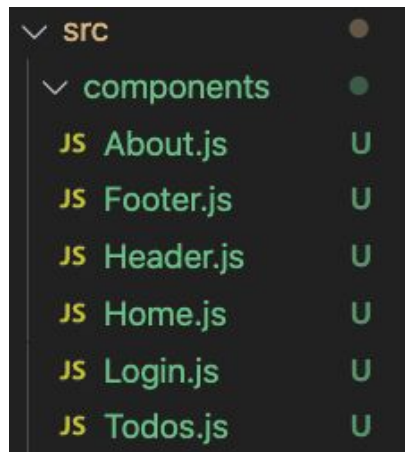 src
components
JS About.js U
JS Footer.js U
JS Header.js U
JS Home.js U
JS Login.js U
JS Todos.js U